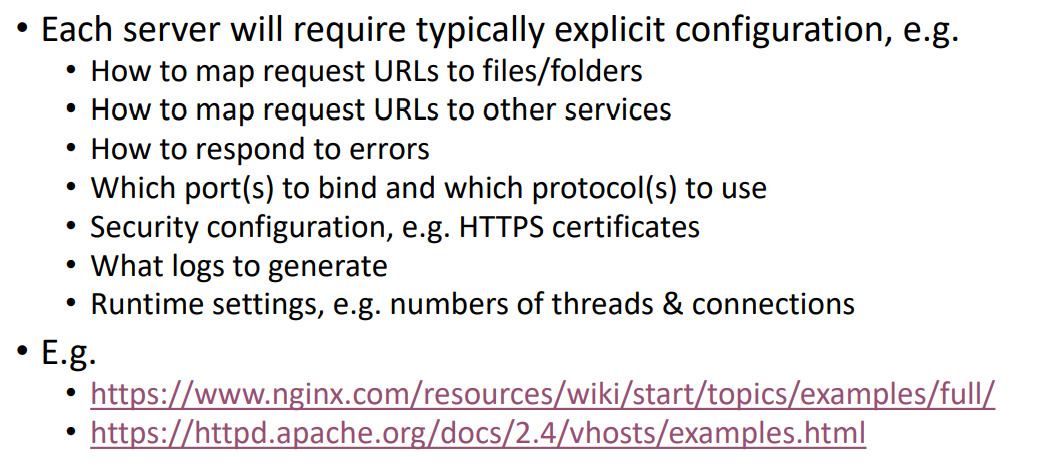 • Each server will require typically explicit configuration, e.g.
• How to map request URLs to files/folders
• How to map request URLs to other services
• How to respond to errors
• Which port(s) to bind and which protocol(s) to use
• Security configuration, e.g. HTTPS certificates
• What logs to generate
• Runtime settings, e.g. numbers of threads & connections
• E.g.
• https://www.nginx.com/resources/wiki/start/topics/examples/full/
• https://httpd.apache.org/docs/2.4/vhosts/examples.html